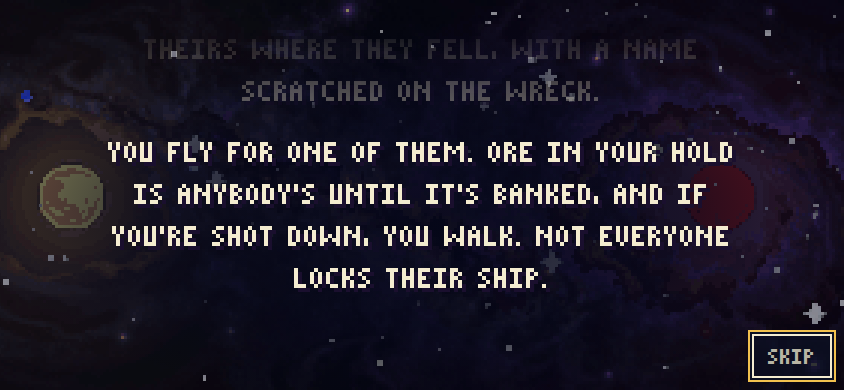 THEIRS WHERE THEY FELL, WITH A NAME
SCRATCHED ON THE WRECK.
YOU FLY FOR ONE OF THEM. ORE IN YOUR HOLD
IS ANYBODY'S UNTIL IT'S BANKED, AND IF
YOU'RE SHOT DOWN, YOU WALK. NOT EVERYONE
LOCKS THEIR SHIP.
SKIP